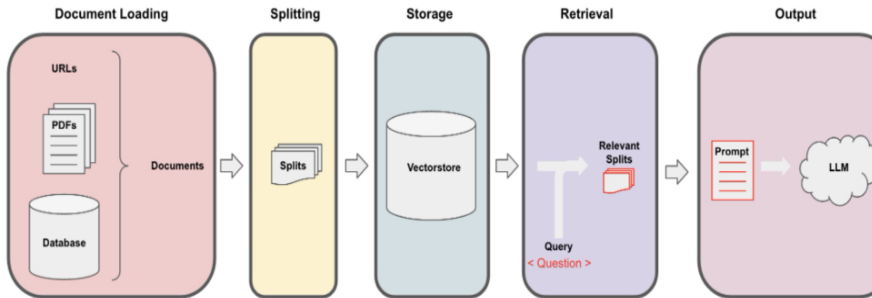 Document Loading
Splitting
Storage
Retrieval
Output
URLs
PDFs
Documents
Database
Splits
Vectorstore
Relevant
Splits
Query
< Question >
Prompt
LLM